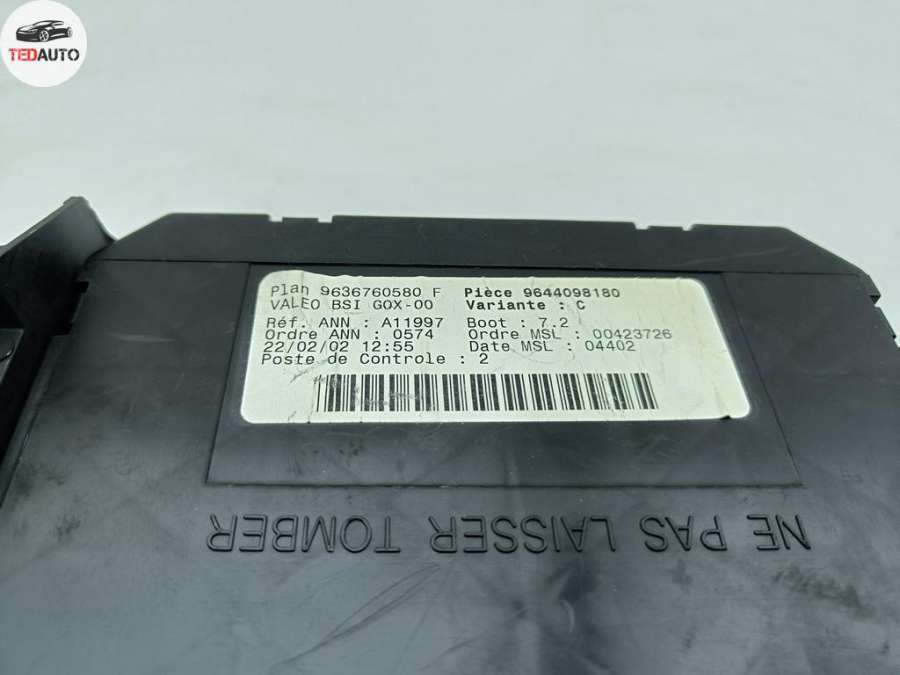 TEDAUTO
Plan 9636760580 F Pièce 9644098180
VALEO BSI G0X-00 Variante : C
Réf. ANN : A11997 Boot : 7.2
Ordre ANN : 0574 Ordre MSL : 00423726
22/02/02 12:55 Date MSL : 04402
Poste de Controle : 2
NE PAS LAISSER TOMBER